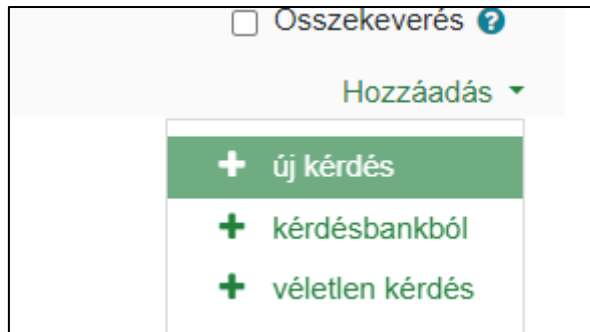 Összekeverés
Hozzáadás
új kérdés
kérdésbankból
véletlen kérdés